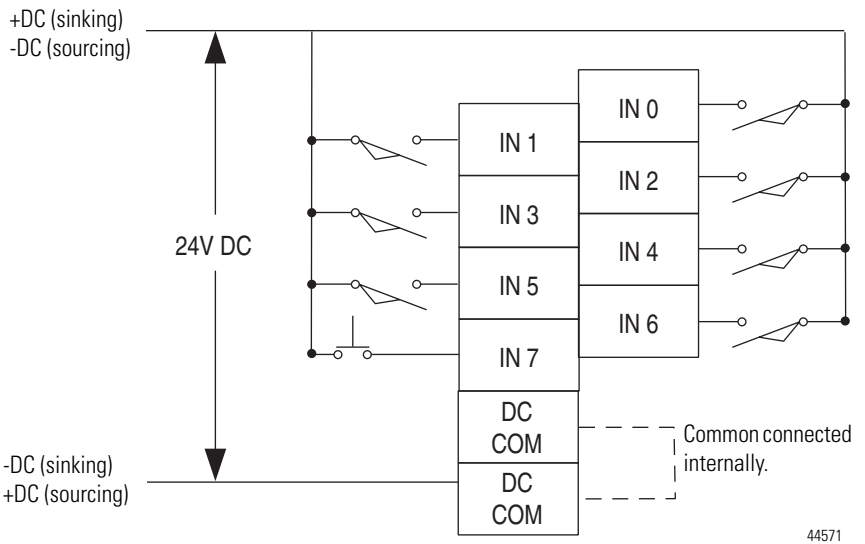 +DC (sinking)
-DC (sourcing)
IN 0
IN 1
IN 2
IN 3
24V DC
IN 4
IN 5
IN 6
IN 7
DC
COM
Common connected
internally.
-DC (sinking)
+DC (sourcing)
DC
COM
44571